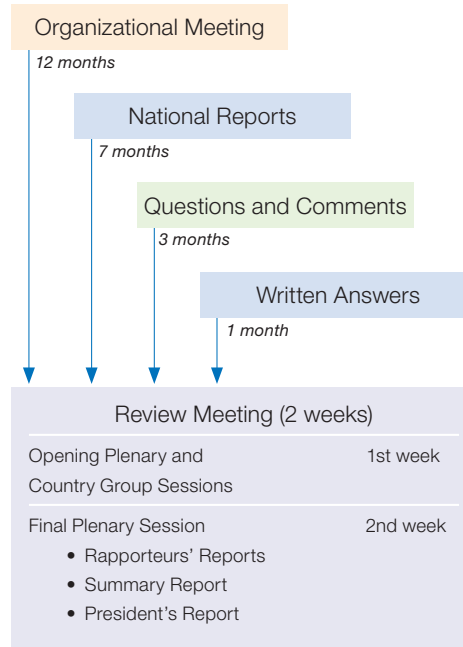 Organizational Meeting
12 months
National Reports
7 months
Questions and Comments
3 months
Written Answers
1 month
Review Meeting (2 weeks)
Opening Plenary and 1st week
Country Group Sessions
Final Plenary Session 2nd week
• Rapporteurs’ Reports
• Summary Report
• President’s Report